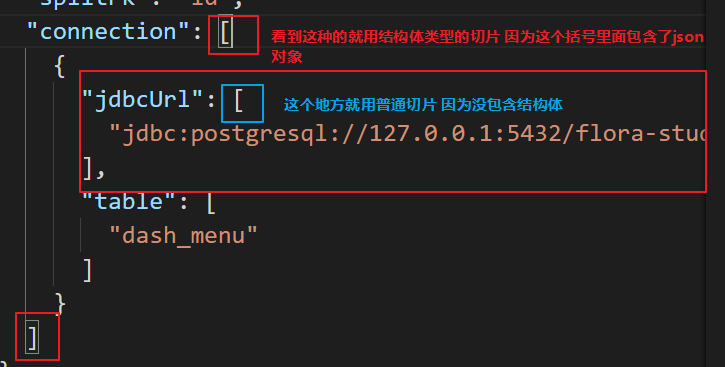 "splitPk": "id",
"connection": [
看到这种的就用结构体类型的切片 因为这个括号里面包含了json
对象
{
"jdbcUrl": [
这个地方就用普通切片 因为没包含结构体
"jdbc:postgresql://127.0.0.1:5432/flora-stud
],
"table": [
"dash_menu"
]
}
]